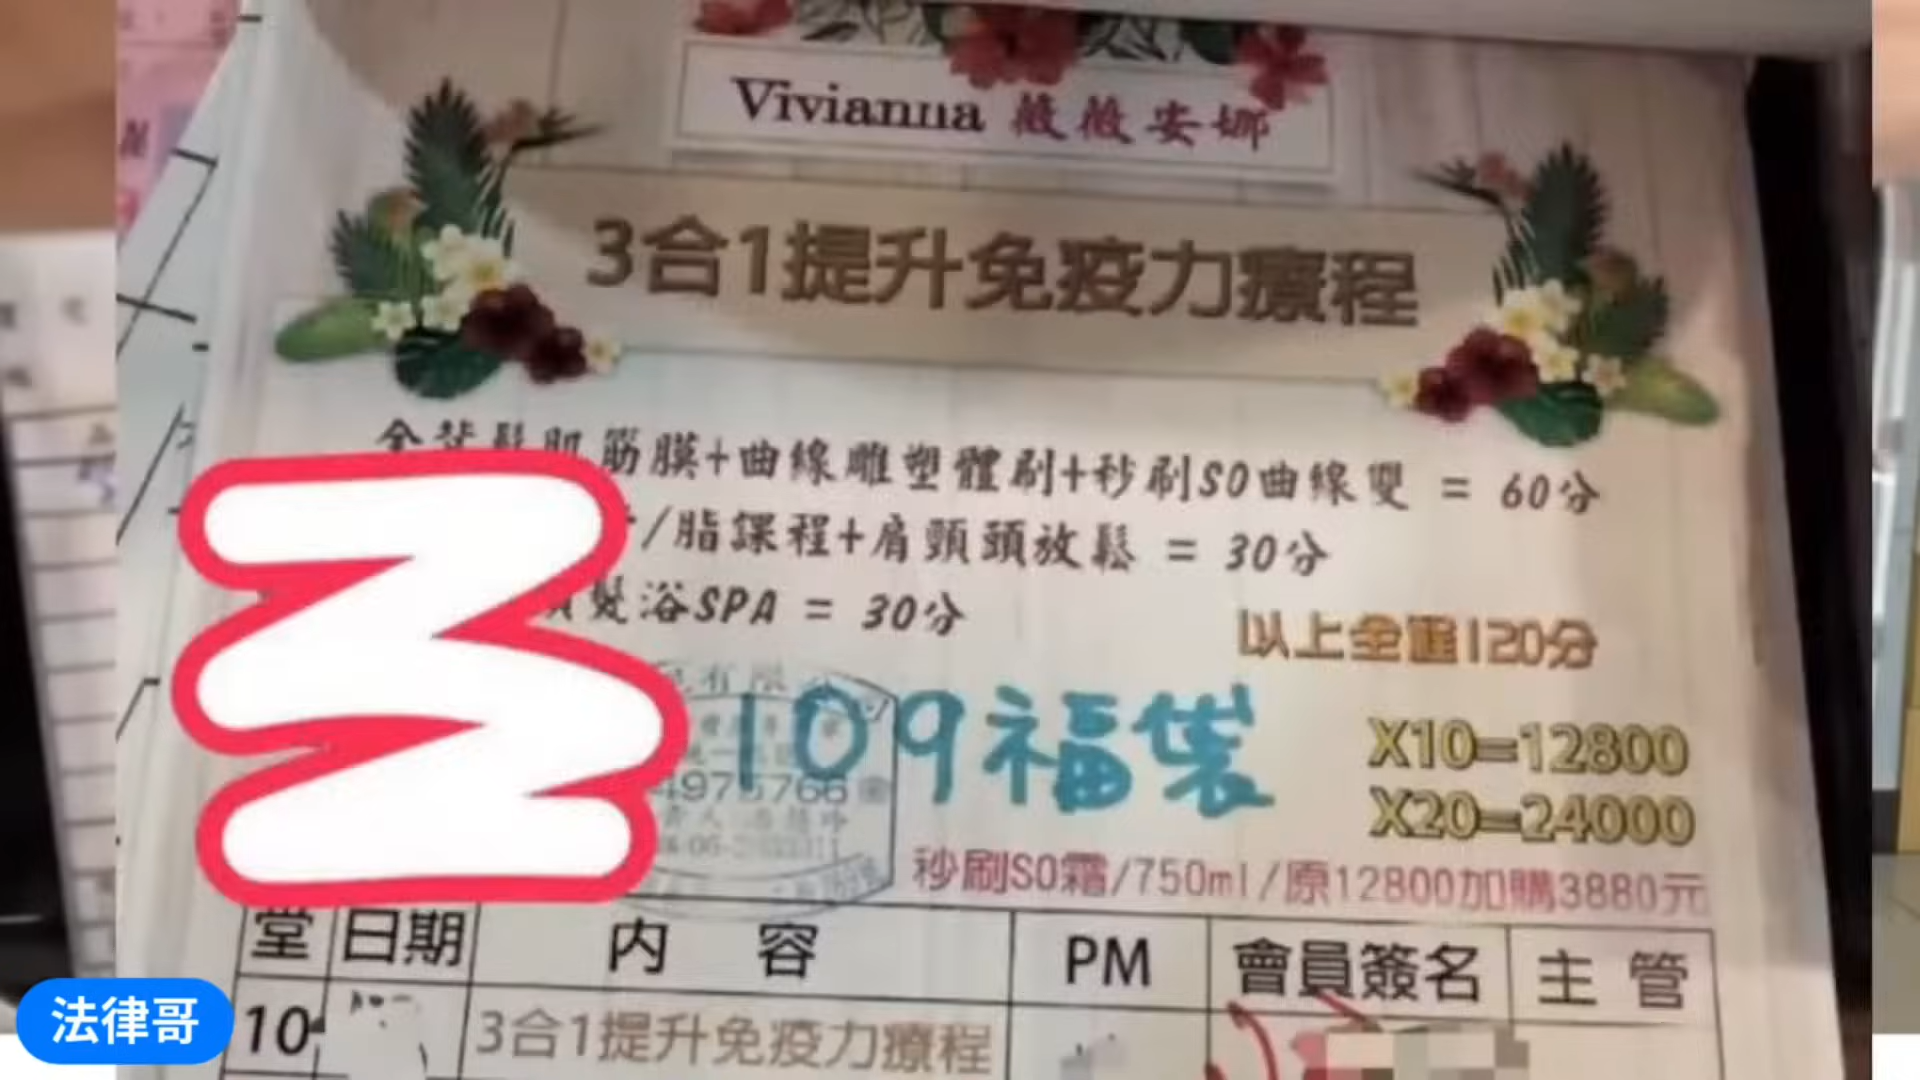 Vivianna 薇薇安娜
3合1提升免疫力療程
筋膜+曲線雕塑體刷+秒刷SO曲線雙 = 60分
/脂課程+肩頸頭放鬆 = 30分
髮浴SPA = 30分
以上全程120分
109福袋
X10=12800
X20=24000
秒刷SO霜/750ml/原12800加購3880元
堂 日期 內 容 PM 會員簽名 主 管
10 3合1提升免疫力療程
法律哥